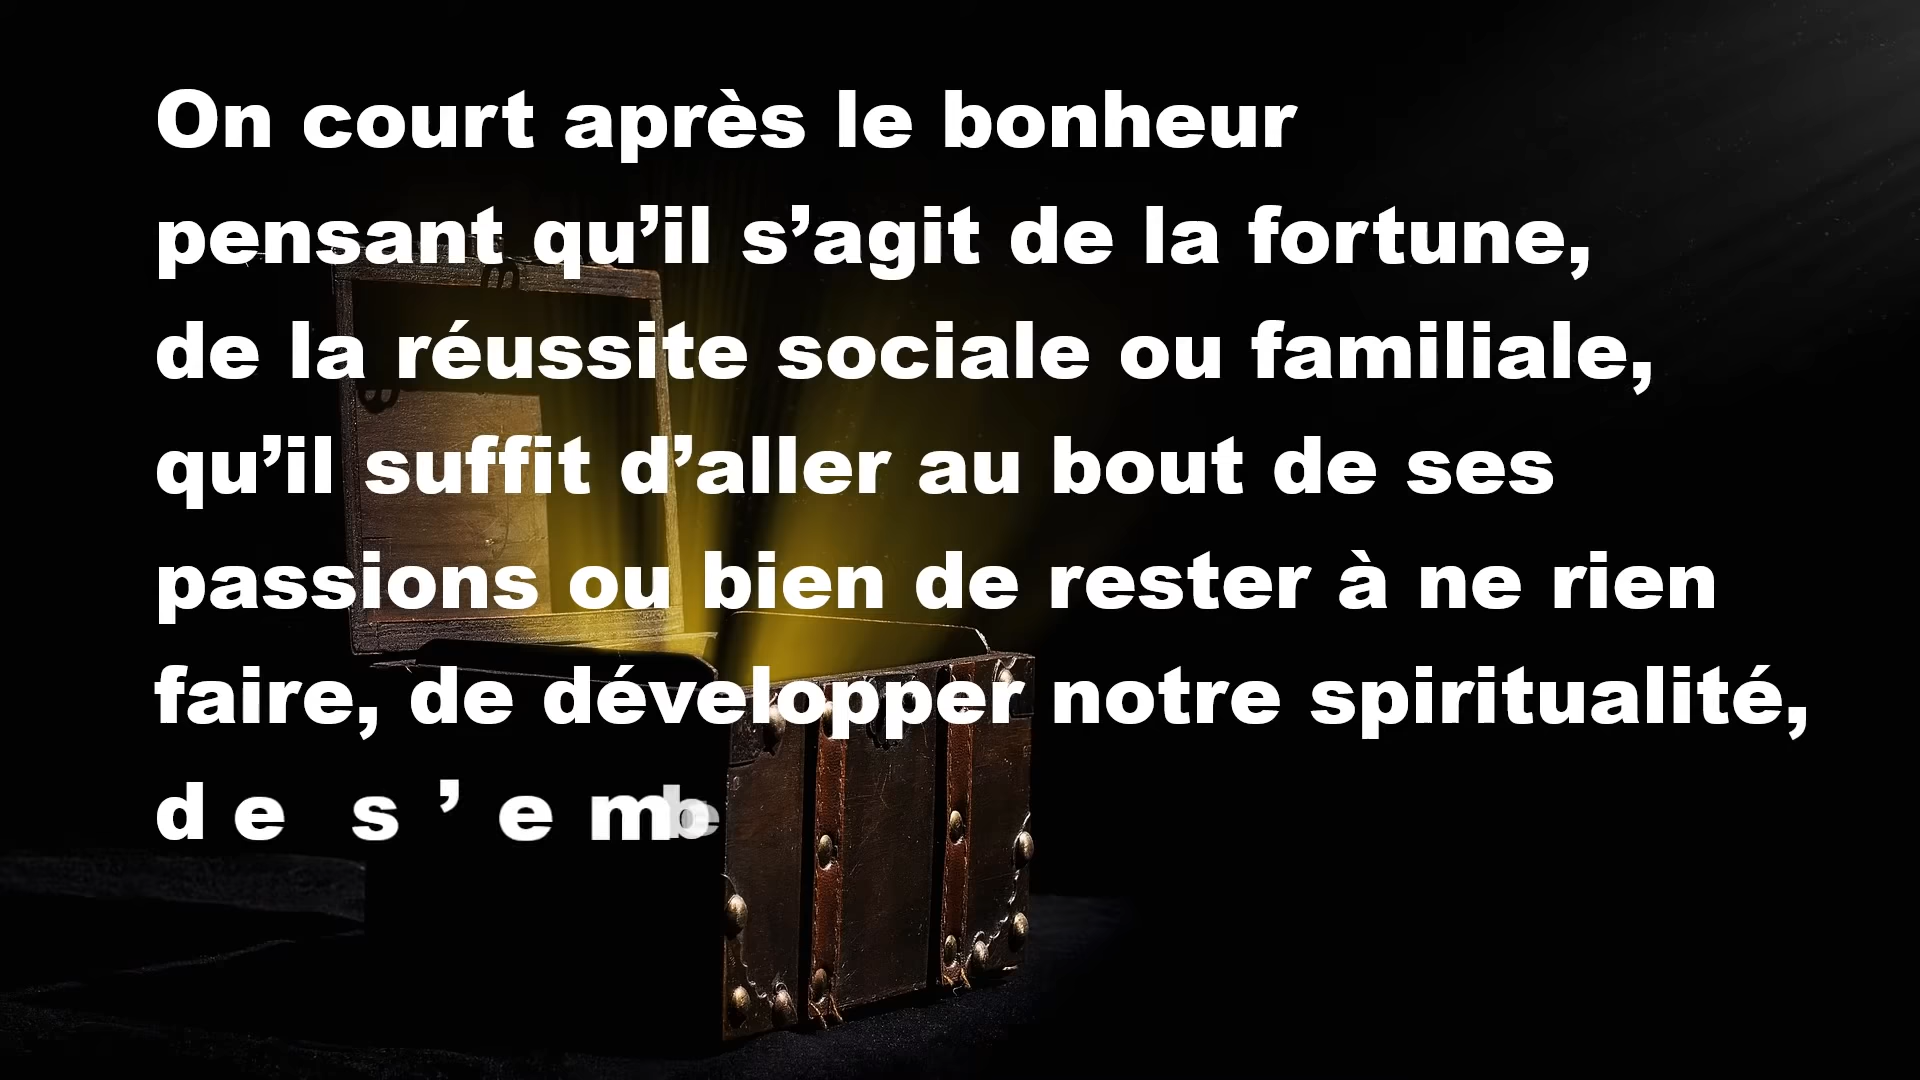 On court après le bonheur
pensant qu’il s’agit de la fortune,
de la réussite sociale ou familiale,
qu’il suffit d’aller au bout de ses
passions ou bien de rester à ne rien
faire, de développer notre spiritualité,
de